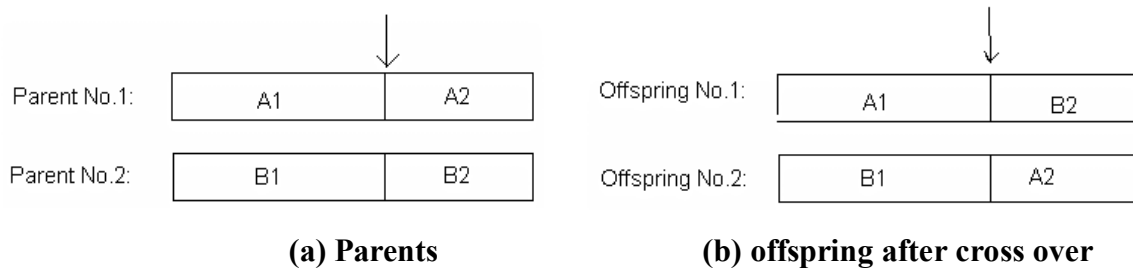 Parent No.1: A1 A2
Parent No.2: B1 B2
(a) Parents
Offspring No.1: A1 B2
Offspring No.2: B1 A2
(b) offspring after cross over